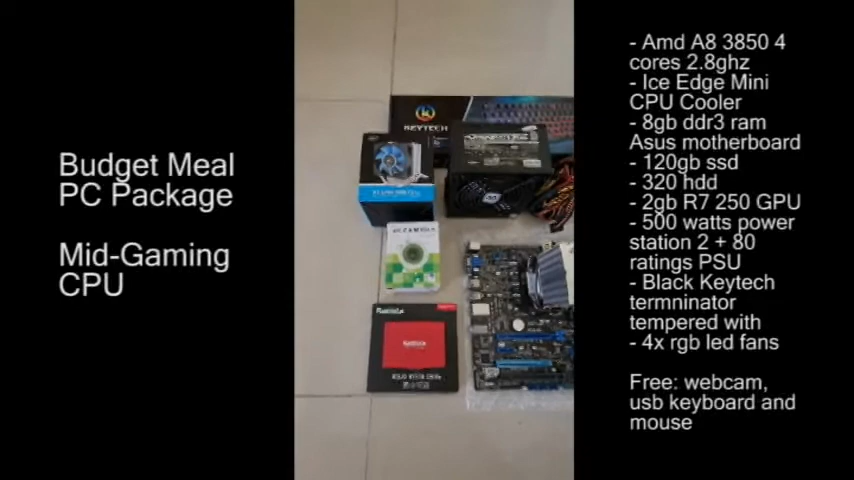 Budget Meal
PC Package
Mid-Gaming
CPU
KEYTECH
- Amd A8 3850 4
cores 2.8ghz
- Ice Edge Mini
CPU Cooler
- 8gb ddr3 ram
Asus motherboard
- 120gb ssd
- 320 hdd
- 2gb R7 250 GPU
- 500 watts power
station 2 + 80
ratings PSU
- Black Keytech
termninator
tempered with
- 4x rgb led fans
Free: webcam,
usb keyboard and
mouse